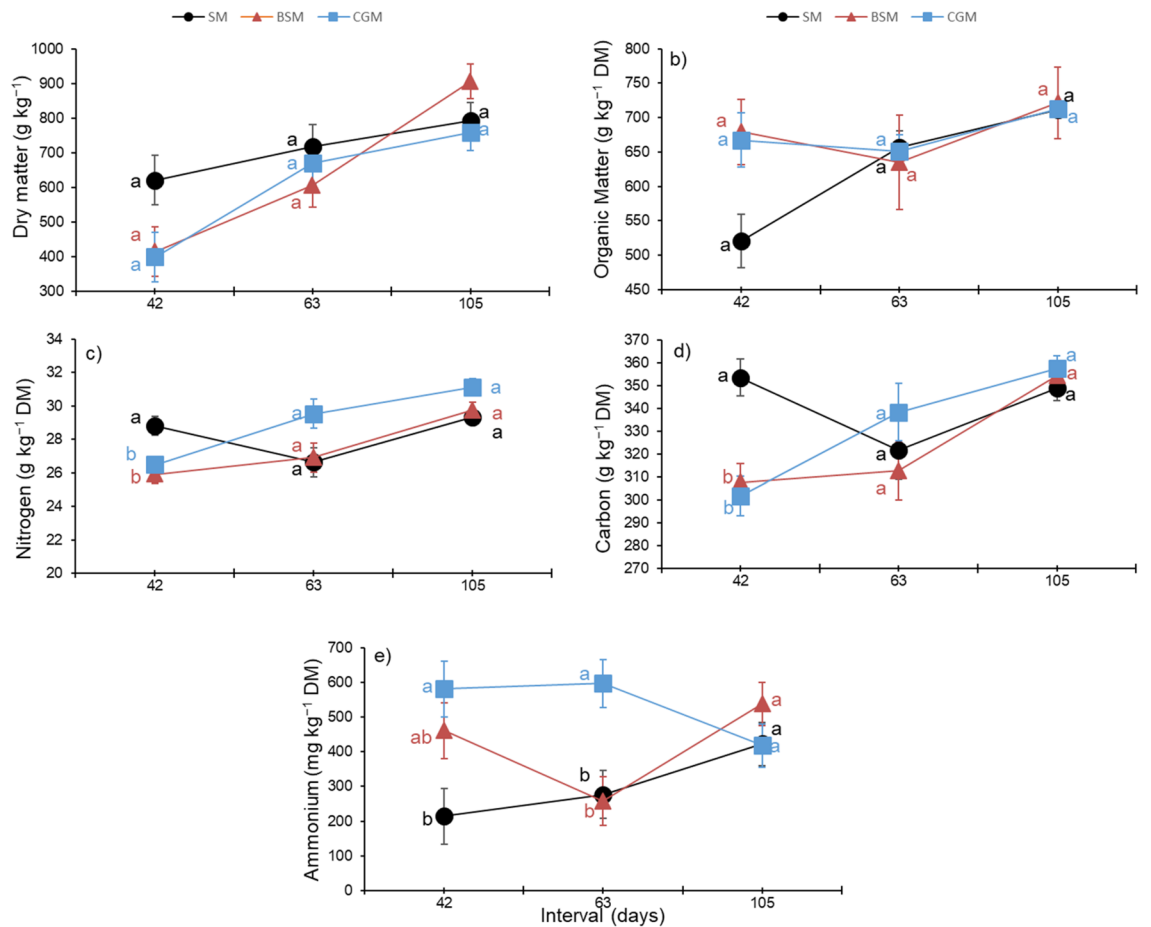 SM BSM CGM
SM BSM CGM
Dry matter (g kg⁻¹)
1000
900
800
700
600
500
400
300
a
a
a
a
a
a
a
a
42 63 105
b)
Organic Matter (g kg⁻¹ DM)
800
750
700
650
600
550
500
450
a
a
a
a
a
a
a
a
a
42 63 105
c)
Nitrogen (g kg⁻¹ DM)
34
32
30
28
26
24
22
20
a
b
b
a
a
a
a
a
a
42 63 105
d)
Carbon (g kg⁻¹ DM)
370
360
350
340
330
320
310
300
290
280
270
a
b
b
a
a
a
a
a
a
42 63 105
e)
Ammonium (mg kg⁻¹ DM)
700
600
500
400
300
200
100
0
a
ab
b
a
b
b
a
a
a
42 63 105
Interval (days)